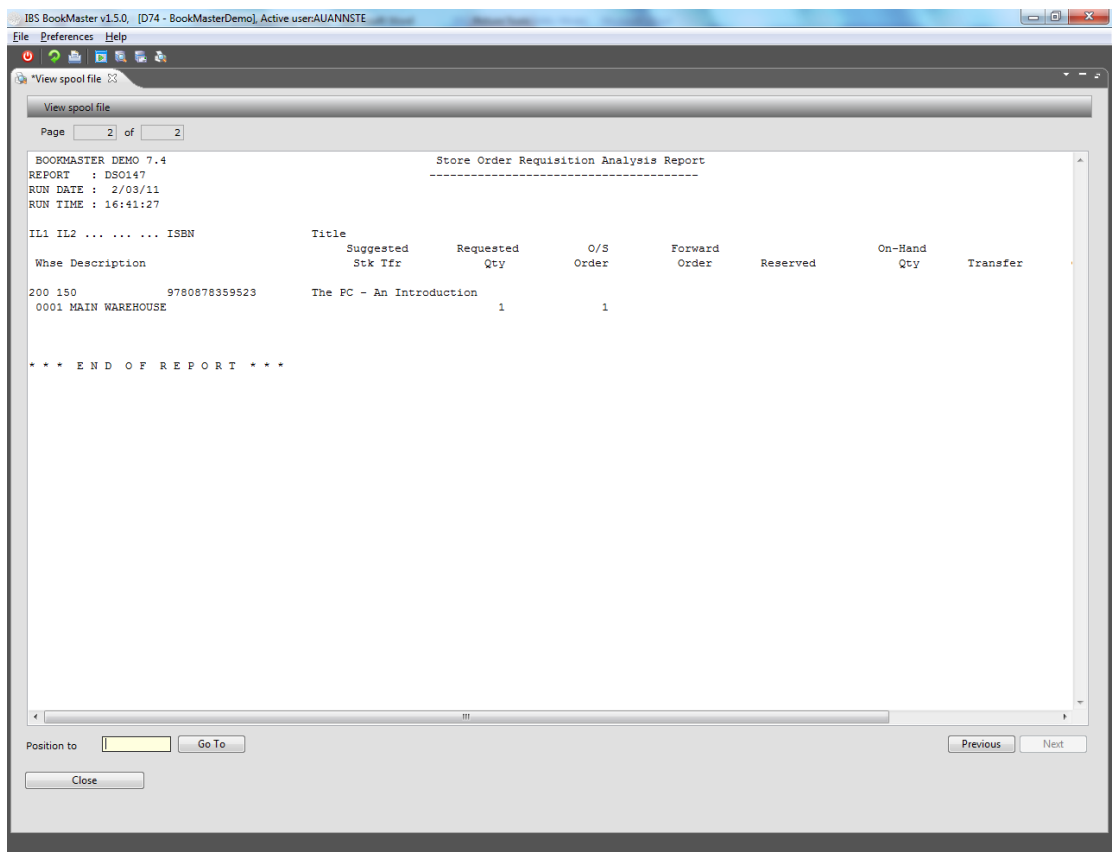 IBS BookMaster v1.5.0, [D74 - BookMasterDemo], Active user:AUANNSTE
File Preferences Help
*View spool file
View spool file
Page 2 of 2
BOOKMASTER DEMO 7.4 Store Order Requisition Analysis Report
REPORT : DSO147 ---------------------------------------
RUN DATE : 2/03/11
RUN TIME : 16:41:27
IL1 IL2 ... ... ... ISBN Title
Suggested Requested O/S Forward On-Hand
Whse Description Stk Tfr Qty Order Order Reserved Qty Transfer
200 150 9780878359523 The PC - An Introduction
0001 MAIN WAREHOUSE 1 1
* * * E N D O F R E P O R T * * *
Position to Go To Previous Next
Close